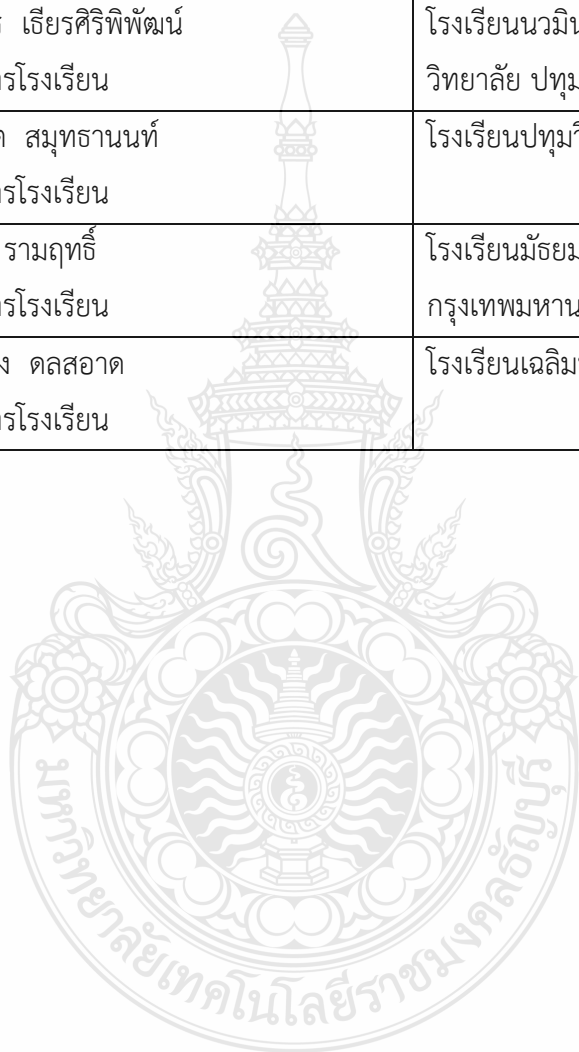 เธียรศิริพิพัฒน์ โรงเรียนนวมิน
รโรงเรียน วิทยาลัย ปทุม
สมุทธานนท์ โรงเรียนปทุมวิ
รโรงเรียน
รามฤทธิ์ โรงเรียนมัธยม
รโรงเรียน กรุงเทพมหาน
ง ดลสอาด โรงเรียนเฉลิม
รโรงเรียน
มหาวิทยาลัยเทคโนโลยีราชมงคลธัญบุรี